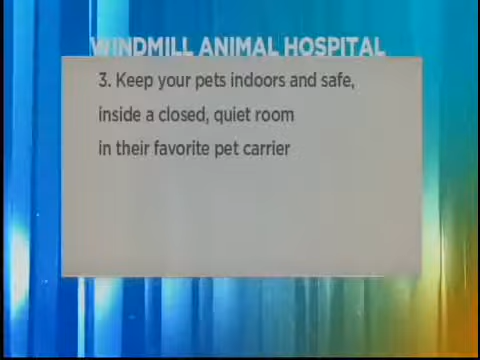 WINDMILL ANIMAL HOSPITAL
3. Keep your pets indoors and safe,
inside a closed, quiet room
in their favorite pet carrier